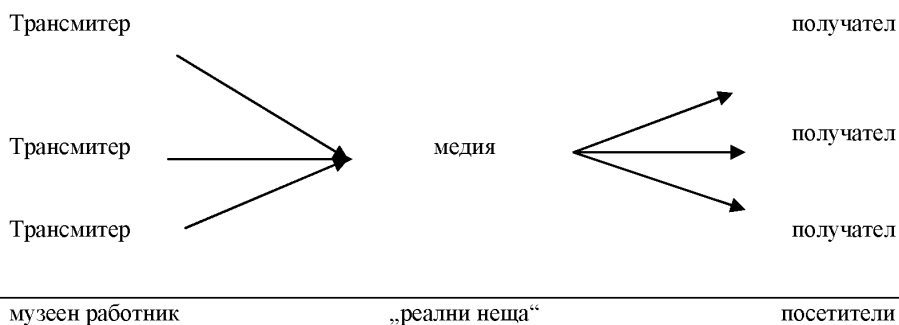 Трансмитер получател
Трансмитер медия получател
Трансмитер получател
музеен работник „реални неща“ посетители